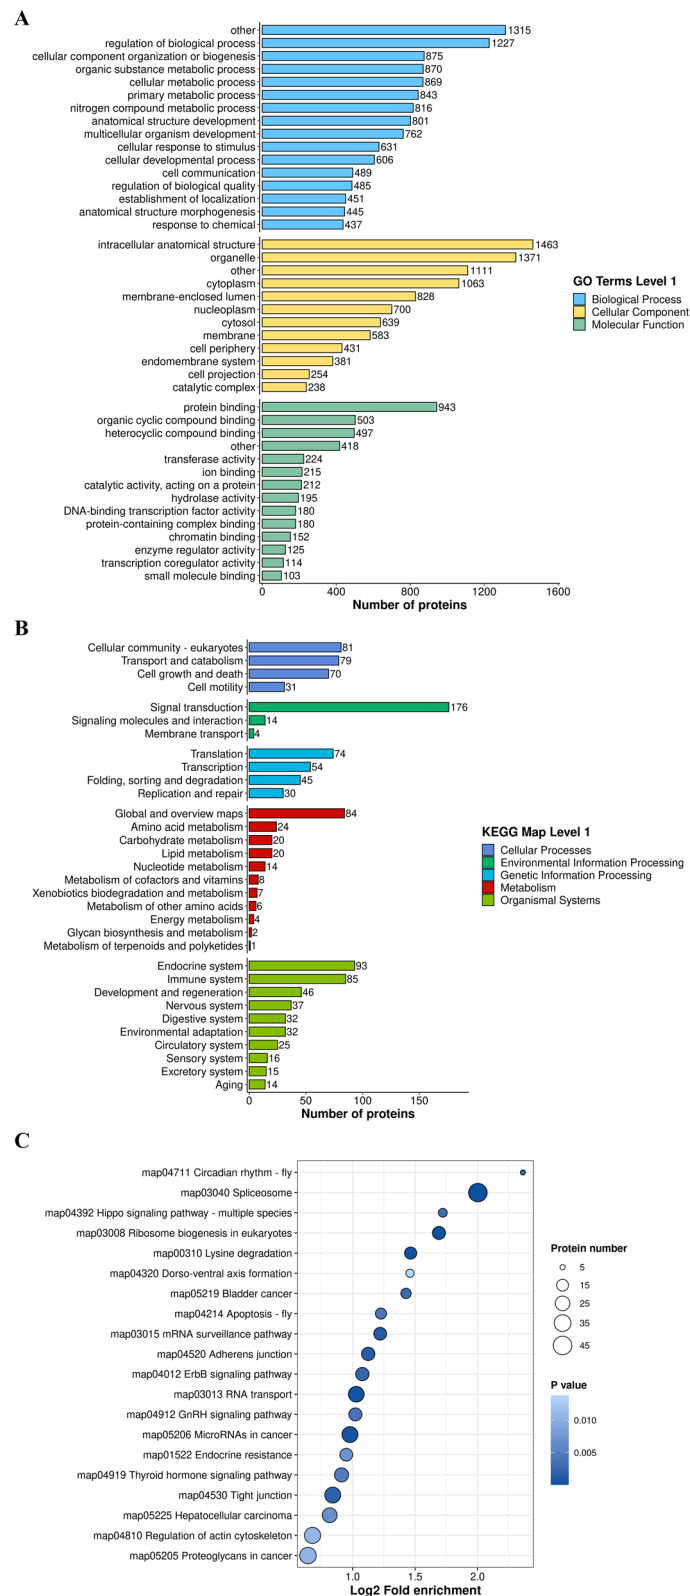 A
other 1315
regulation of biological process 1227
cellular component organization or biogenesis 875
organic substance metabolic process 870
cellular metabolic process 869
primary metabolic process 843
nitrogen compound metabolic process 816
anatomical structure development 801
multicellular organism development 762
cellular response to stimulus 631
cellular developmental process 606
cell communication 489
regulation of biological quality 485
establishment of localization 451
anatomical structure morphogenesis 445
response to chemical 437
intracellular anatomical structure 1463
organelle 1371
other 1111
cytoplasm 1063
membrane-enclosed lumen 828
nucleoplasm 700
cytosol 639
membrane 583
cell periphery 431
endomembrane system 381
cell projection 254
catalytic complex 238
protein binding 943
organic cyclic compound binding 503
heterocyclic compound binding 497
other 418
transferase activity 224
ion binding 215
catalytic activity, acting on a protein 212
hydrolase activity 195
DNA-binding transcription factor activity 180
protein-containing complex binding 180
chromatin binding 152
enzyme regulator activity 125
transcription coregulator activity 114
small molecule binding 103
0 400 800 1200 1600
Number of proteins
GO Terms Level 1
Biological Process
Cellular Component
Molecular Function
B
Cellular community - eukaryotes 81
Transport and catabolism 79
Cell growth and death 70
Cell motility 31
Signal transduction 176
Signaling molecules and interaction 14
Membrane transport 4
Translation 74
Transcription 54
Folding, sorting and degradation 45
Replication and repair 30
Global and overview maps 84
Amino acid metabolism 24
Carbohydrate metabolism 20
Lipid metabolism 20
Nucleotide metabolism 14
Metabolism of cofactors and vitamins 8
Xenobiotics biodegradation and metabolism 7
Metabolism of other amino acids 6
Energy metabolism 4
Glycan biosynthesis and metabolism 2
Metabolism of terpenoids and polyketides 1
Endocrine system 93
Immune system 85
Development and regeneration 46
Nervous system 37
Digestive system 32
Environmental adaptation 32
Circulatory system 25
Sensory system 16
Excretory system 15
Aging 14
0 50 100 150
Number of proteins
KEGG Map Level 1
Cellular Processes
Environmental Information Processing
Genetic Information Processing
Metabolism
Organismal Systems
C
map04711 Circadian rhythm - fly
map03040 Spliceosome
map04392 Hippo signaling pathway - multiple species
map03008 Ribosome biogenesis in eukaryotes
map00310 Lysine degradation
map04320 Dorso-ventral axis formation
map05219 Bladder cancer
map04214 Apoptosis - fly
map03015 mRNA surveillance pathway
map04520 Adherens junction
map04012 ErbB signaling pathway
map03013 RNA transport
map04912 GnRH signaling pathway
map05206 MicroRNAs in cancer
map01522 Endocrine resistance
map04919 Thyroid hormone signaling pathway
map04530 Tight junction
map05225 Hepatocellular carcinoma
map04810 Regulation of actin cytoskeleton
map05205 Proteoglycans in cancer
1.0 1.5 2.0
Log2 Fold enrichment
Protein number
5
15
25
35
45
P value
0.010
0.005